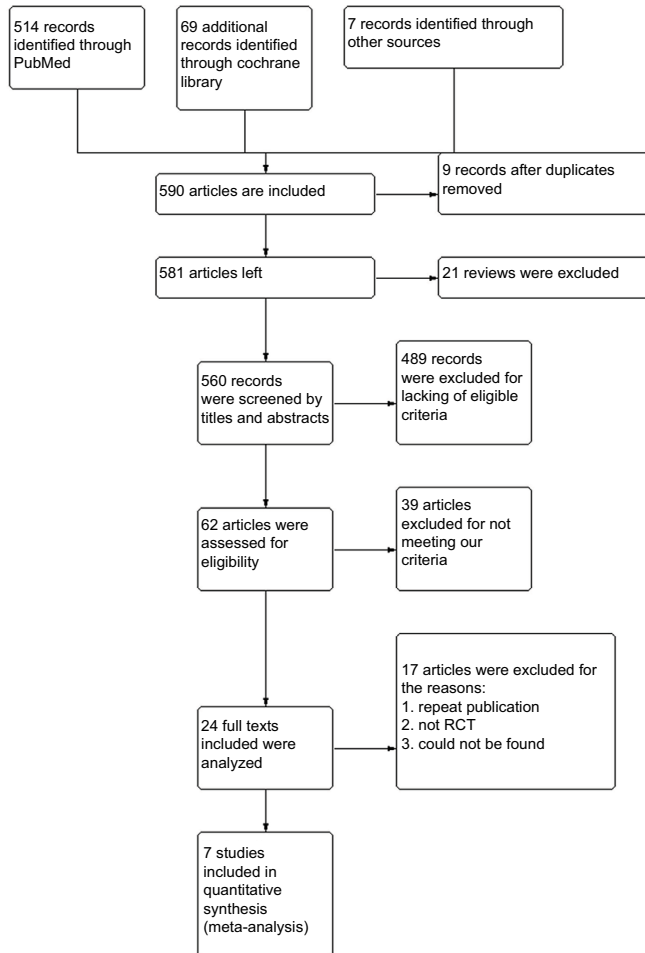 514 records
identified through
PubMed
69 additional
records identified
through cochrane
library
7 records identified through
other sources
590 articles are included
9 records after duplicates
removed
581 articles left
21 reviews were excluded
560 records
were screened by
titles and abstracts
489 records
were excluded for
lacking of eligible
criteria
62 articles were
assessed for
eligibility
39 articles
excluded for not
meeting our
criteria
24 full texts
included were
analyzed
17 articles were excluded for
the reasons:
1. repeat publication
2. not RCT
3. could not be found
7 studies
included in
quantitative
synthesis
(meta-analysis)